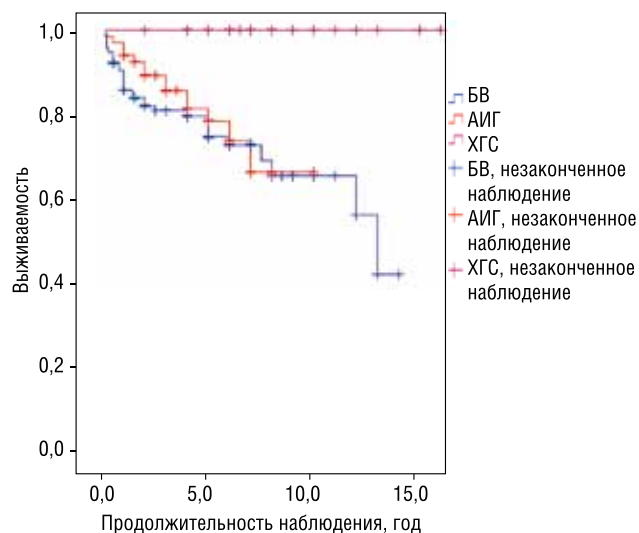 1,0
0,8
0,6
0,4
0,2
0,0
Выживаемость
0,0
5,0
10,0
15,0
Продолжительность наблюдения, год
БВ
АИГ
ХГС
БВ, незаконченное
наблюдение
АИГ, незаконченное
наблюдение
ХГС, незаконченное
наблюдение